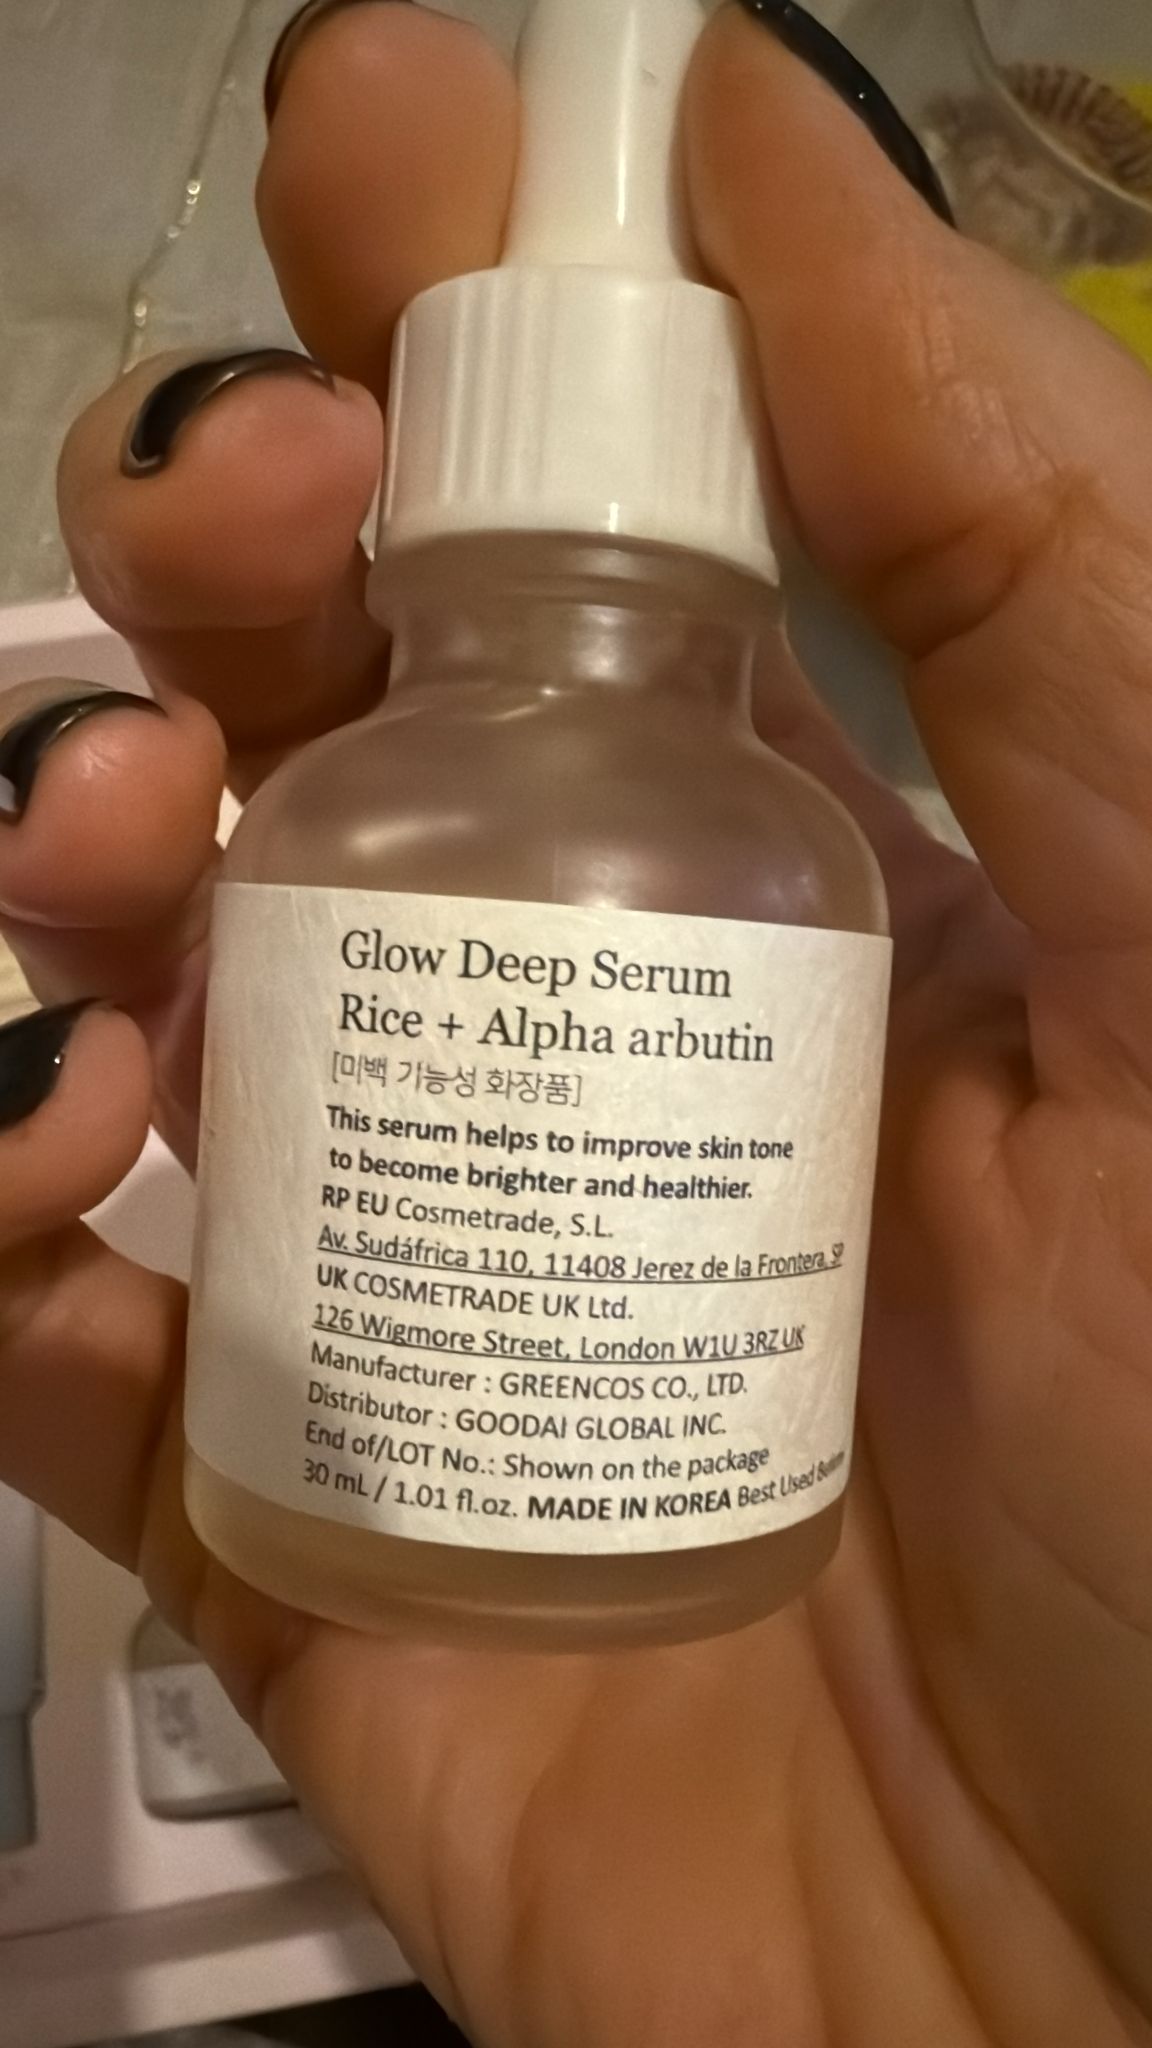 Glow Deep Serum
Rice + Alpha arbutin
[미백 기능성 화장품]
This serum helps to improve skin tone
to become brighter and healthier.
RP EU Cosmetrade, S.L.
Av. Sudáfrica 110, 11408 Jerez de la Frontera, SP
UK COSMETRADE UK Ltd.
126 Wigmore Street, London W1U 3RZ UK
Manufacturer : GREENCOS CO., LTD.
Distributor : GOODAI GLOBAL INC.
End of/LOT No.: Shown on the package
30 mL / 1.01 fl.oz. MADE IN KOREA Best Used